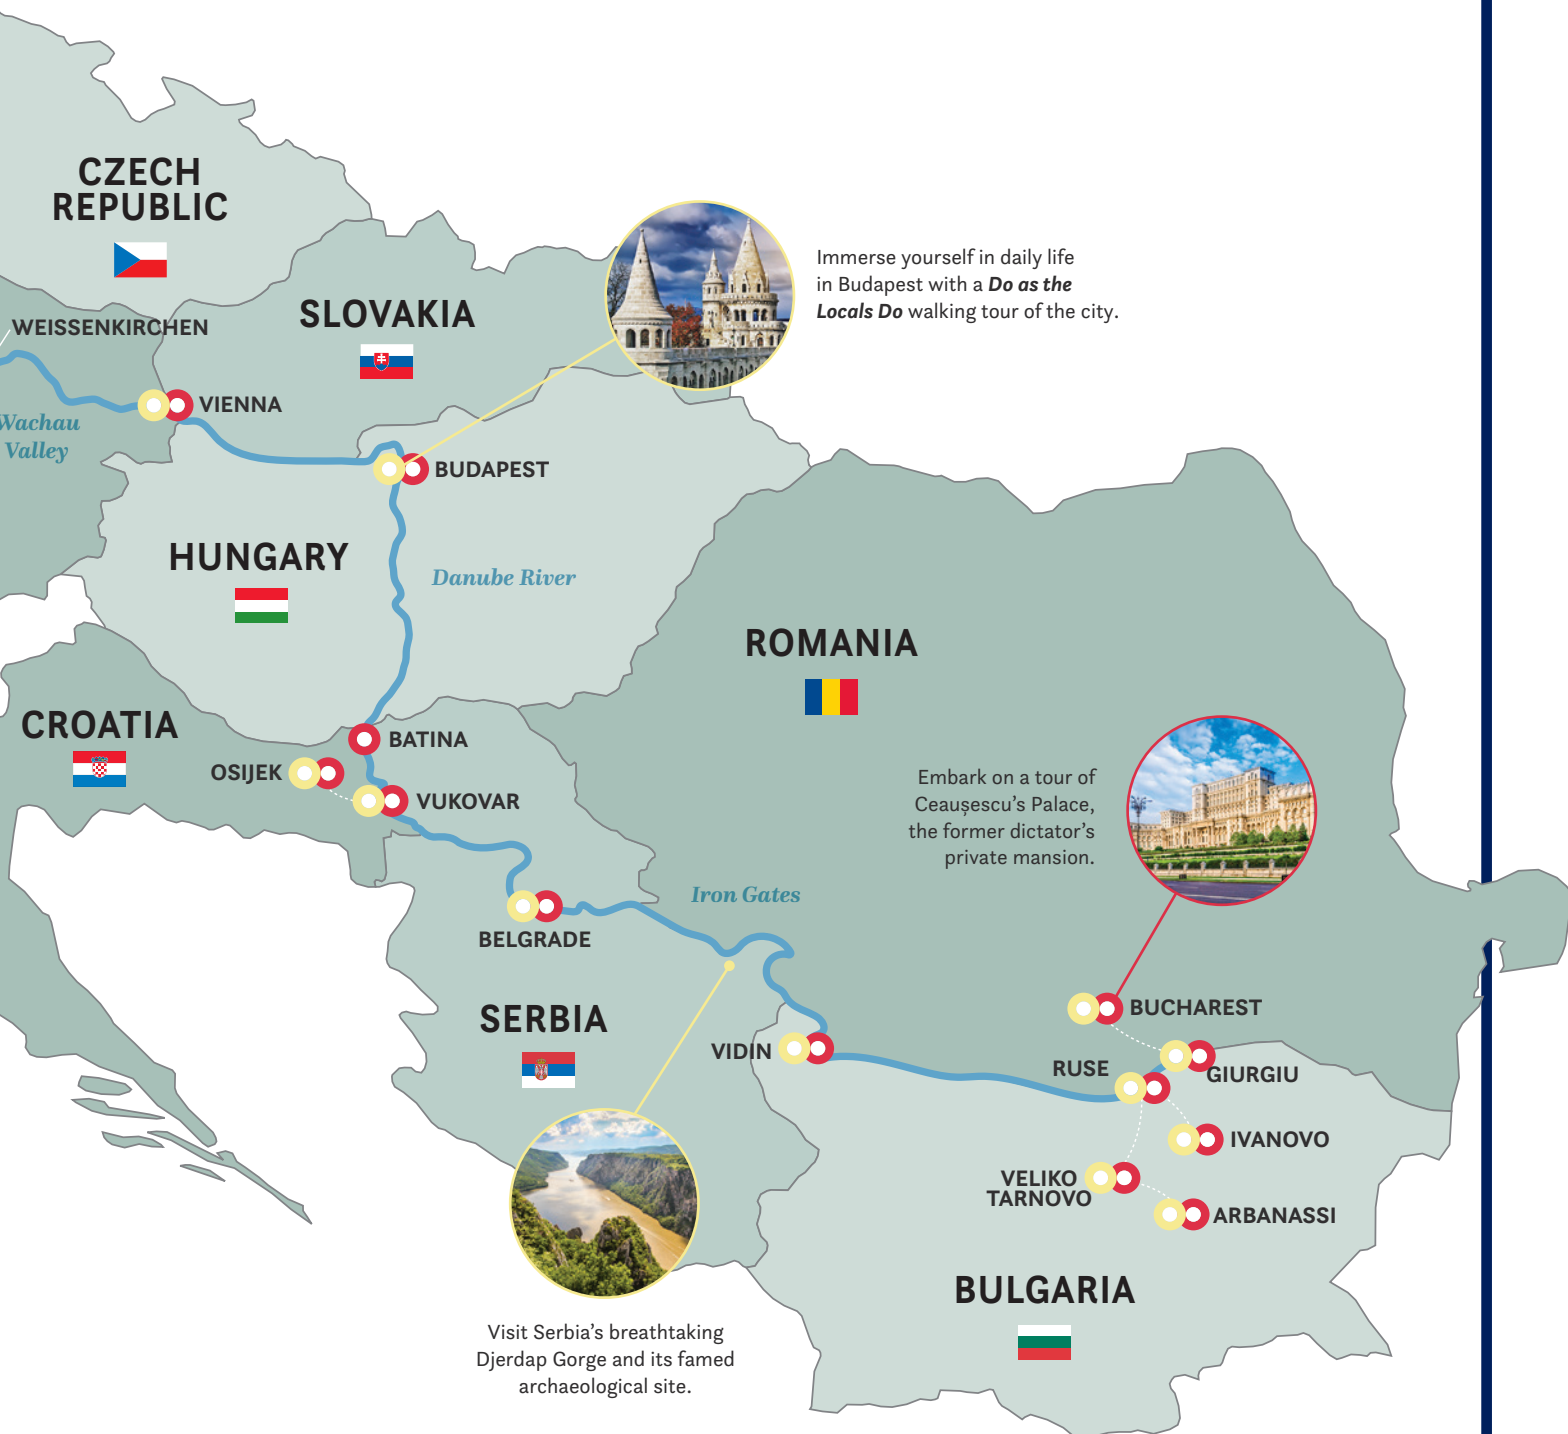 CZECH
REPUBLIC
Immerse yourself in daily life
in Budapest with a Do as the
Locals Do walking tour of the city.
SLOVAKIA
WEISSENKIRCHEN
VIENNA
Wachau
Valley
BUDAPEST
HUNGARY
Danube River
ROMANIA
CROATIA
BATINA
OSIJEK
VUKOVAR
Embark on a tour of
Ceaușescu’s Palace,
the former dictator’s
private mansion.
Iron Gates
BELGRADE
SERBIA
BUCHAREST
VIDIN
RUSE
GIURGIU
IVANOVO
VELIKO
TARNOVO
ARBANASSI
BULGARIA
Visit Serbia’s breathtaking
Djerdap Gorge and its famed
archaeological site.